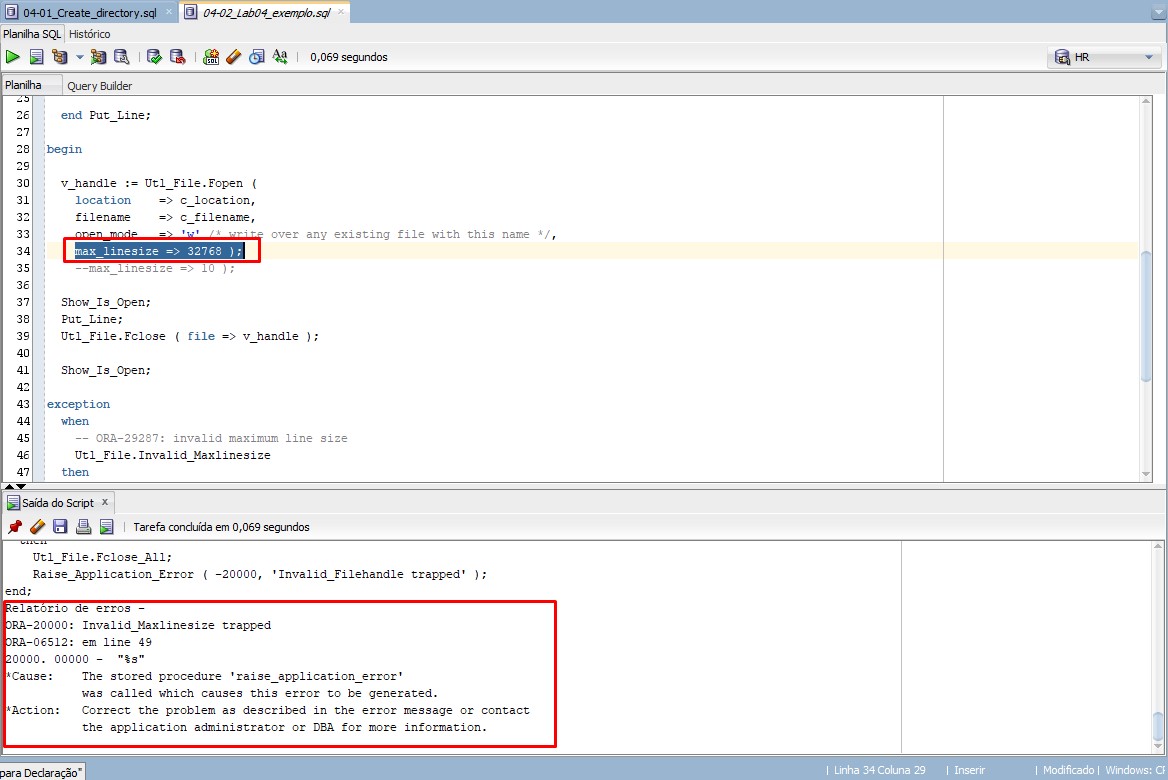 04-01_Create_directory.sql × 04-02_Lab04_exemplo.sql ×
Planilha SQL Histórico
0,069 segundos HR
Planilha Query Builder
25
26 end Put_Line;
27
28 begin
29
30 v_handle := Utl_File.Fopen (
31 location => c_location,
32 filename => c_filename,
33 open_mode => 'w' /* write over any existing file with this name */,
34 max_linesize => 32768 );
35 --max_linesize => 10 );
36
37 Show_Is_Open;
38 Put_Line;
39 Utl_File.Fclose ( file => v_handle );
40
41 Show_Is_Open;
42
43 exception
44 when
45 -- ORA-29287: invalid maximum line size
46 Utl_File.Invalid_Maxlinesize
47 then
Saída do Script ×
Tarefa concluída em 0,069 segundos
then
Utl_File.Fclose_All;
Raise_Application_Error ( -20000, 'Invalid_Filehandle trapped' );
end;
Relatório de erros -
ORA-20000: Invalid_Maxlinesize trapped
ORA-06512: em line 49
20000. 00000 - "%s"
*Cause: The stored procedure 'raise_application_error'
was called which causes this error to be generated.
*Action: Correct the problem as described in the error message or contact
the application administrator or DBA for more information.
para Declaração" | Linha 34 Coluna 29 | Inserir | Modificado | Windows: